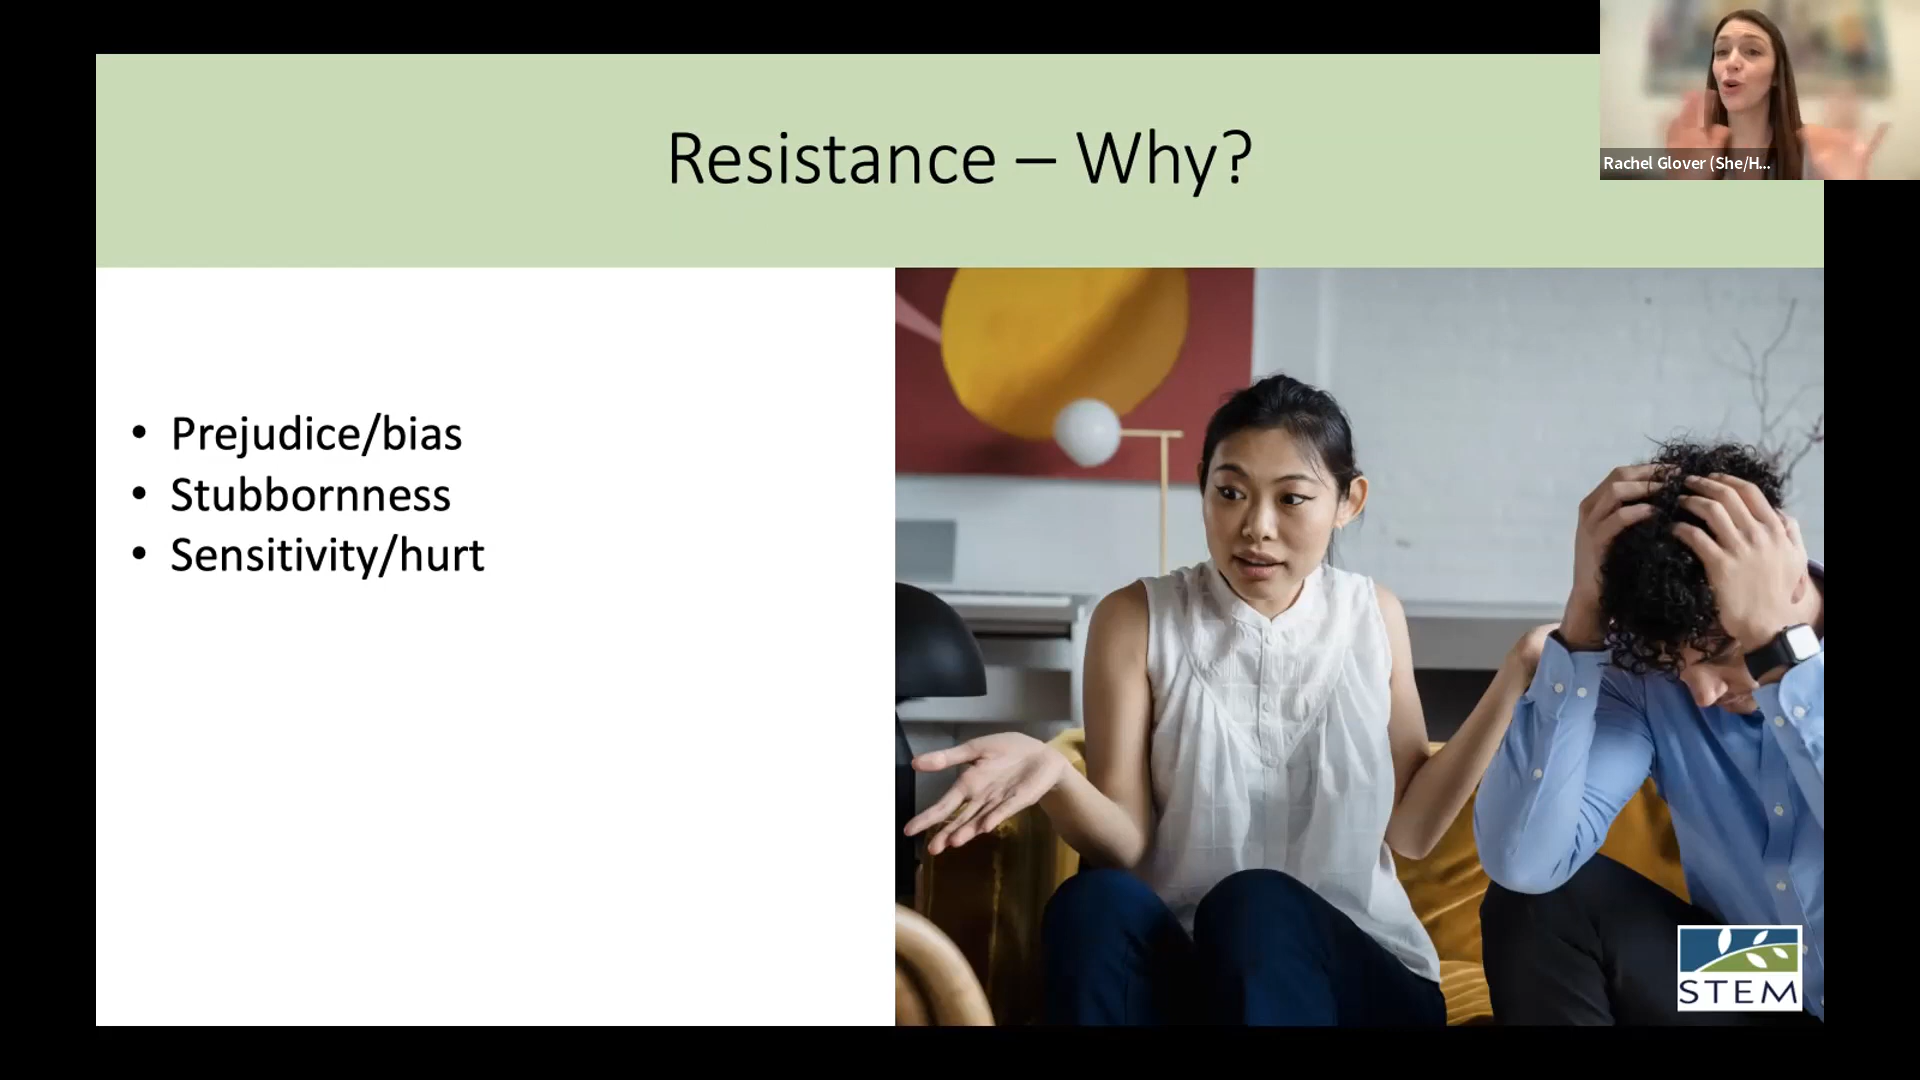 Resistance – Why?
Rachel Glover (She/H...
• Prejudice/bias
• Stubbornness
• Sensitivity/hurt
STEM